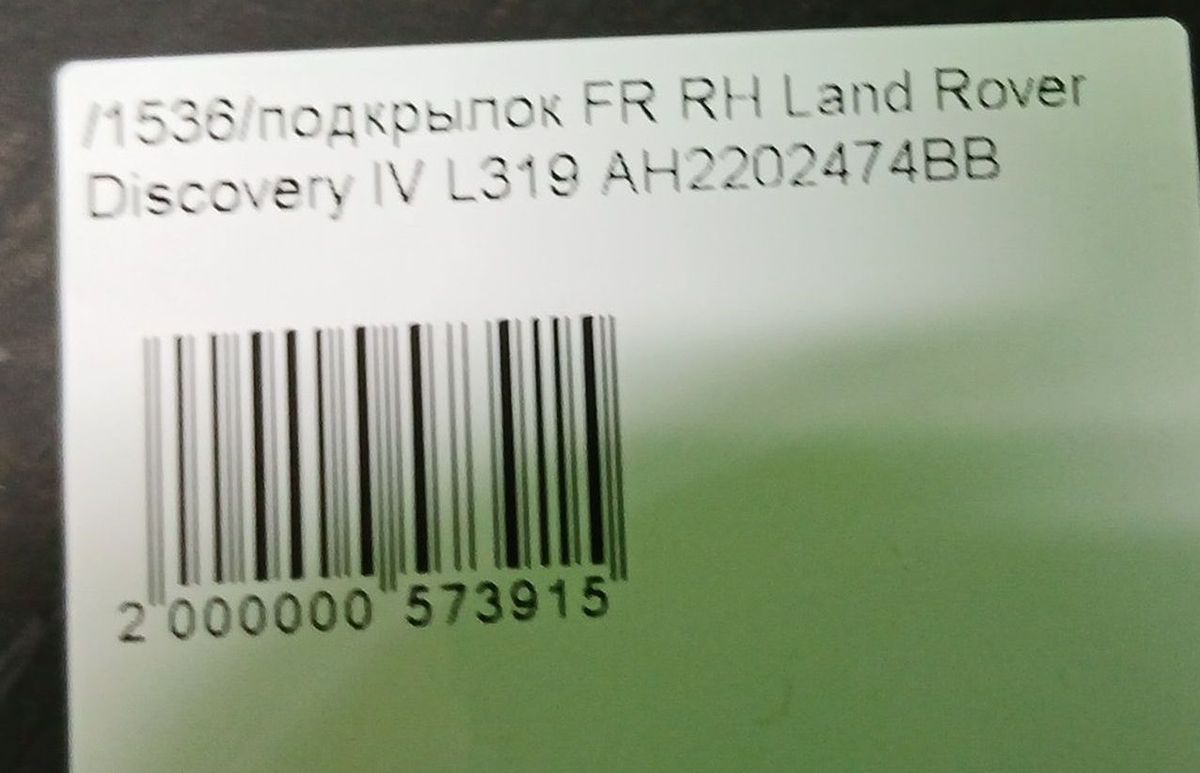 /1536/подкрылок FR RH Land Rover
Discovery IV L319 AH2202474BB
2 000000 573915